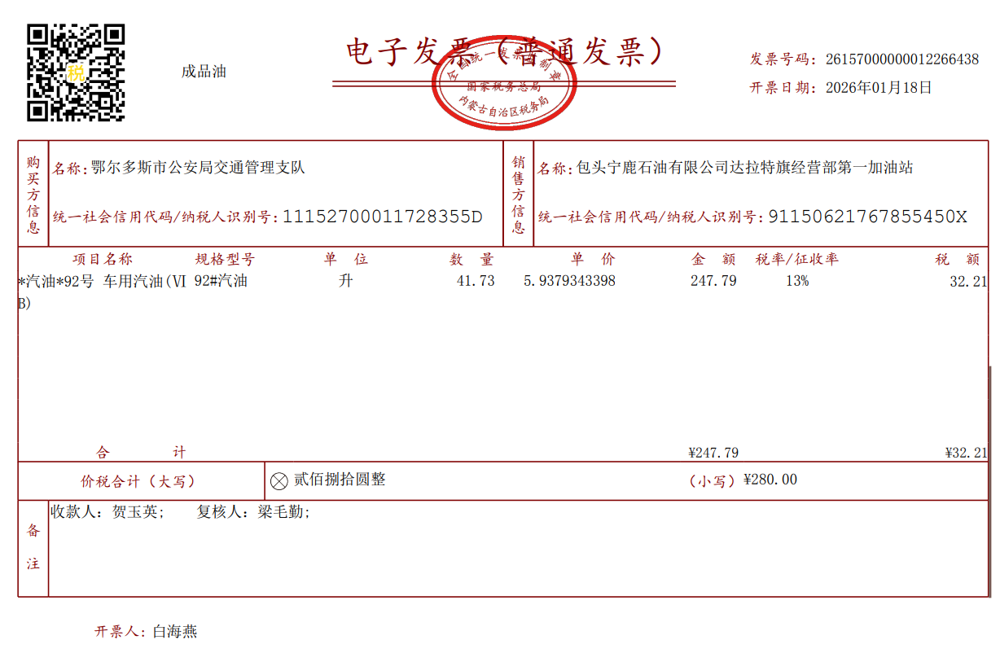 电子发票（普通发票）
税
成品油
全国统一发票监制章
国家税务总局
内蒙古自治区税务局
发票号码：26157000000012266438
开票日期：2026年01月18日
购买方信息
名称：鄂尔多斯市公安局交通管理支队
统一社会信用代码/纳税人识别号：11152700011728355D
销售方信息
名称：包头宁鹿石油有限公司达拉特旗经营部第一加油站
统一社会信用代码/纳税人识别号：91150621767855450X
项目名称 规格型号 单 位 数 量 单 价 金 额 税率/征收率 税 额
*汽油*92号 车用汽油(VI 92#汽油 升 41.73 5.9379343398 247.79 13% 32.21
B)
合 计 ¥247.79 ¥32.21
价税合计（大写） 贰佰捌拾圆整 （小写）¥280.00
备注
收款人：贺玉英; 复核人：梁毛勤;
开票人：白海燕